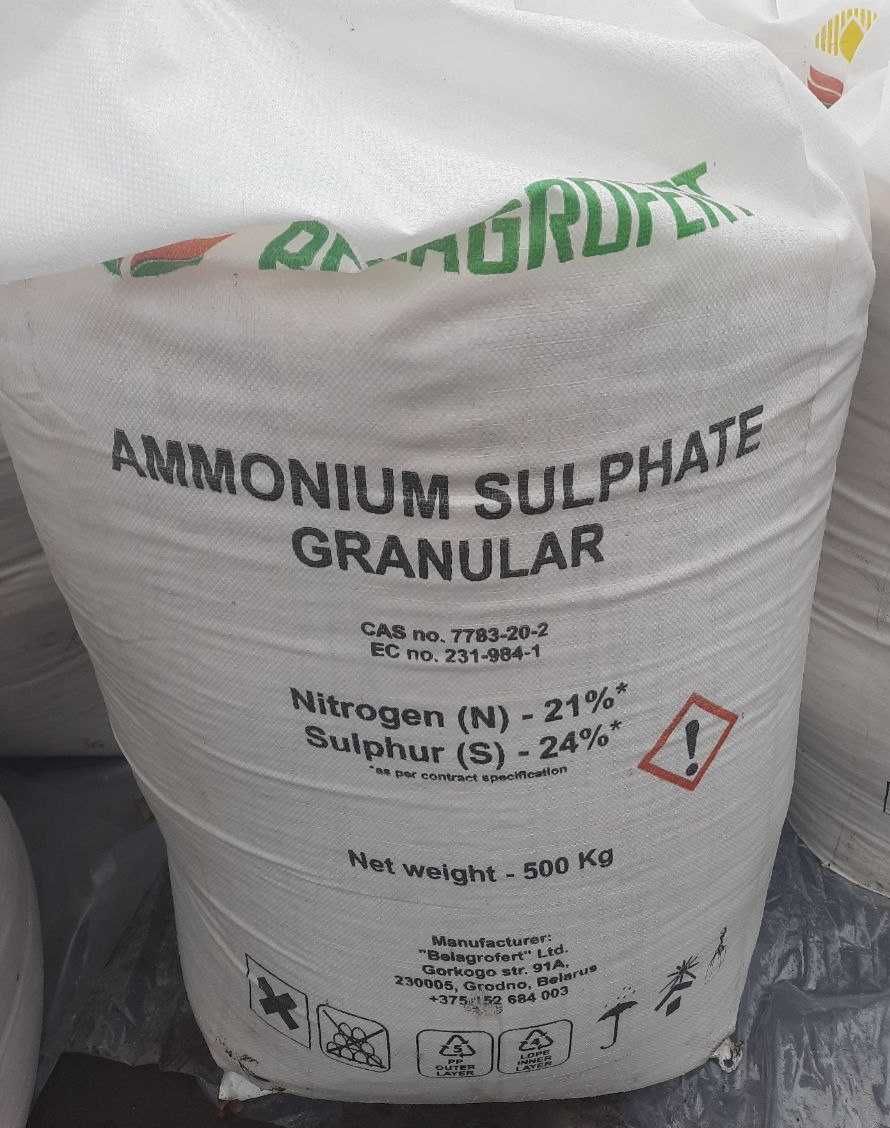 BELAGROFERT
AMMONIUM SULPHATE
GRANULAR
CAS no. 7783-20-2
EC no. 231-984-1
Nitrogen (N) - 21%*
Sulphur (S) - 24%*
*as per contract specification
Net weight - 500 Kg
Manufacturer:
"Belagrofert" Ltd.
Gorkogo str. 91A,
230005, Grodno, Belarus
+375 152 684 003
5
PP
OUTER
LAYER
4
LDPE
INNER
LAYER